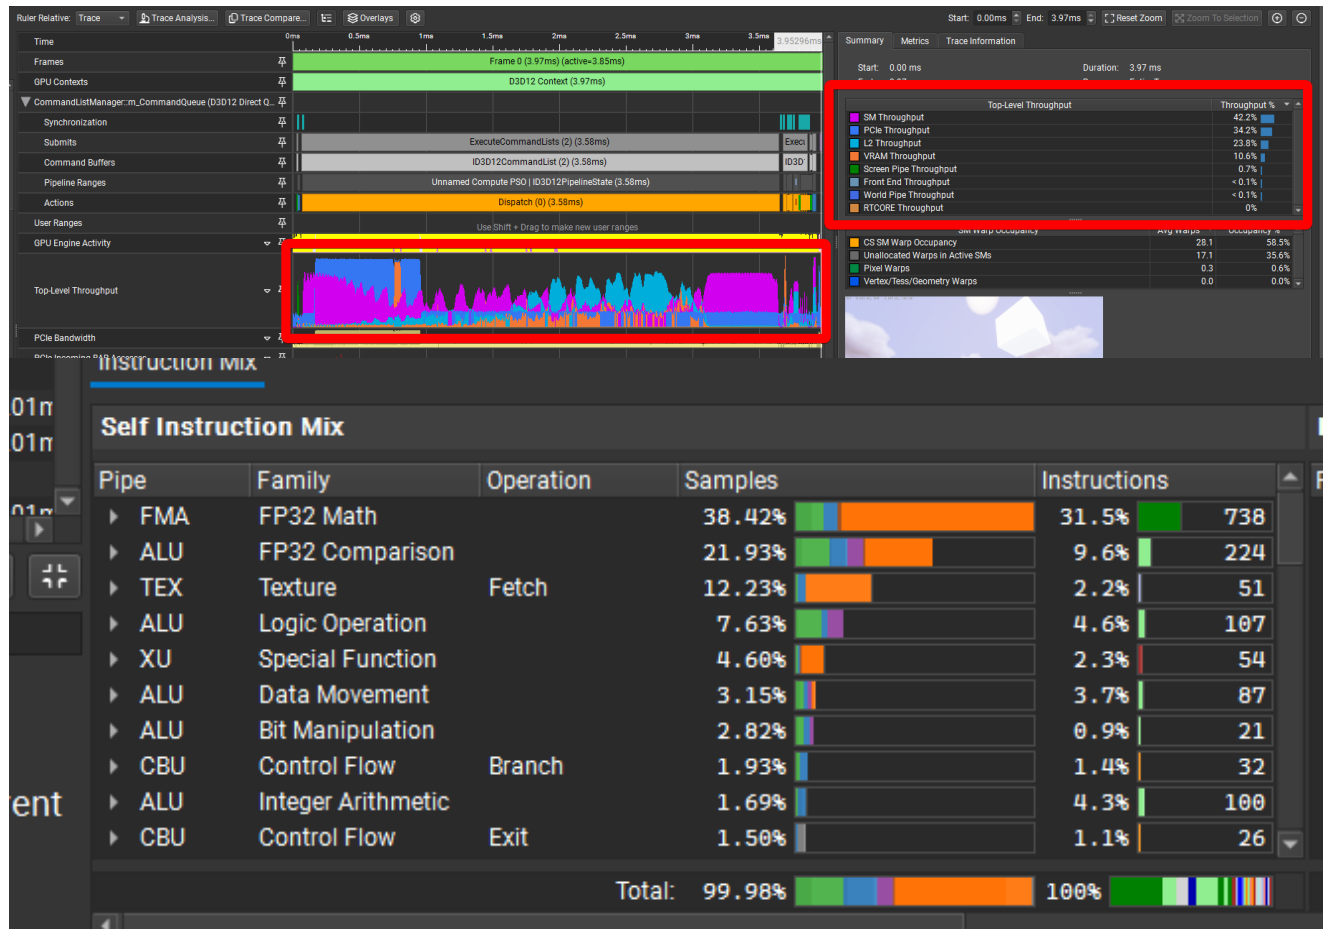 Ruler Relative: Trace Trace Analysis... Trace Compare... Overlays Start: 0.00ms End: 3.97ms Reset Zoom Zoom To Selection
Time 0ms 0.5ms 1ms 1.5ms 2ms 2.5ms 3ms 3.5ms 3.95296ms
Frames Frame 0 (3.97ms) (active=3.85ms)
GPU Contexts D3D12 Context (3.97ms)
CommandListManager::m_CommandQueue (D3D12 Direct Q...
Synchronization
Submits ExecuteCommandLists (2) (3.58ms) Execu
Command Buffers ID3D12CommandList (2) (3.58ms) ID3D
Pipeline Ranges Unnamed Compute PSO | ID3D12PipelineState (3.58ms)
Actions Dispatch (0) (3.58ms)
User Ranges Use Shift + Drag to make new user ranges
GPU Engine Activity
Top-Level Throughput
PCIe Bandwidth
Summary Metrics Trace Information
Start: 0.00 ms Duration: 3.97 ms
Top-Level Throughput Throughput %
SM Throughput 42.2%
PCIe Throughput 34.2%
L2 Throughput 23.8%
VRAM Throughput 10.6%
Screen Pipe Throughput 0.7%
Front End Throughput < 0.1%
World Pipe Throughput < 0.1%
RTCORE Throughput 0%
SM Warp Occupancy Avg Warps Occupancy %
CS SM Warp Occupancy 28.1 58.5%
Unallocated Warps in Active SMs 17.1 35.6%
Pixel Warps 0.3 0.6%
Vertex/Tess/Geometry Warps 0.0 0.0%
Instruction Mix
01m
01m
01m
Self Instruction Mix
Pipe Family Operation Samples Instructions
FMA FP32 Math 38.42% 31.5% 738
ALU FP32 Comparison 21.93% 9.6% 224
TEX Texture Fetch 12.23% 2.2% 51
ALU Logic Operation 7.63% 4.6% 107
XU Special Function 4.60% 2.3% 54
ALU Data Movement 3.15% 3.7% 87
ALU Bit Manipulation 2.82% 0.9% 21
CBU Control Flow Branch 1.93% 1.4% 32
ALU Integer Arithmetic 1.69% 4.3% 100
CBU Control Flow Exit 1.50% 1.1% 26
rent
Total: 99.98% 100%